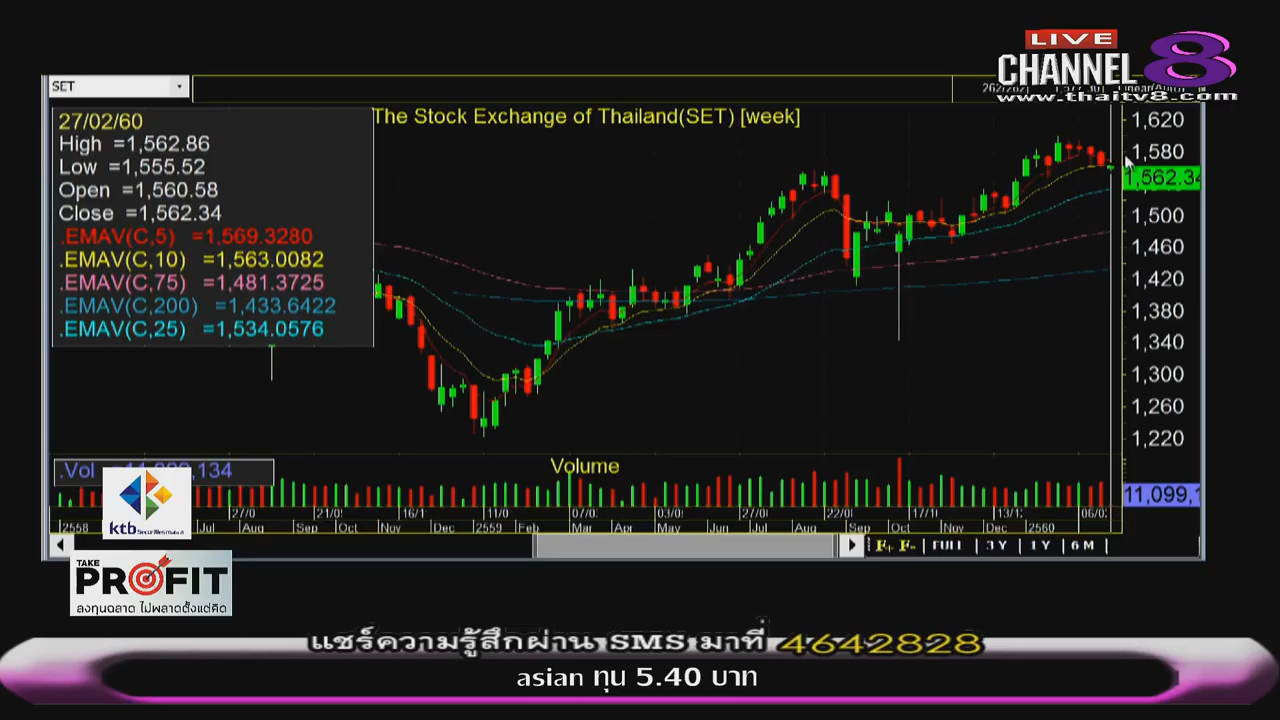 LIVE
CHANNEL 8
www.thaitv8.com
SET
The Stock Exchange of Thailand(SET) [week]
27/02/60
High =1,562.86
Low =1,555.52
Open =1,560.58
Close =1,562.34
.EMAV(C,5) =1,569.3280
.EMAV(C,10) =1,563.0082
.EMAV(C,75) =1,481.3725
.EMAV(C,200) =1,433.6422
.EMAV(C,25) =1,534.0576
1,620
1,580
1,562.34
1,500
1,460
1,420
1,380
1,340
1,300
1,260
1,220
.Vol
134
Volume
11,099,1
27/0 21/0 16/1 11/0 07/0 03/0 27/0 22/0 17/1 13/1 06/0
2558 Jul Aug Sep Oct Nov Dec 2559 Feb Mar Apr May Jun Jul Aug Sep Oct Nov Dec 2560
F+ F- FULL 3 Y 1 Y 6 M
ktb
TAKE
PROFIT
ลงทุนฉลาด ไม่พลาดตั้งแต่คิด
แชร์ความรู้สึกผ่าน SMS มาที่ 4642828
asian ทุน 5.40 บาท